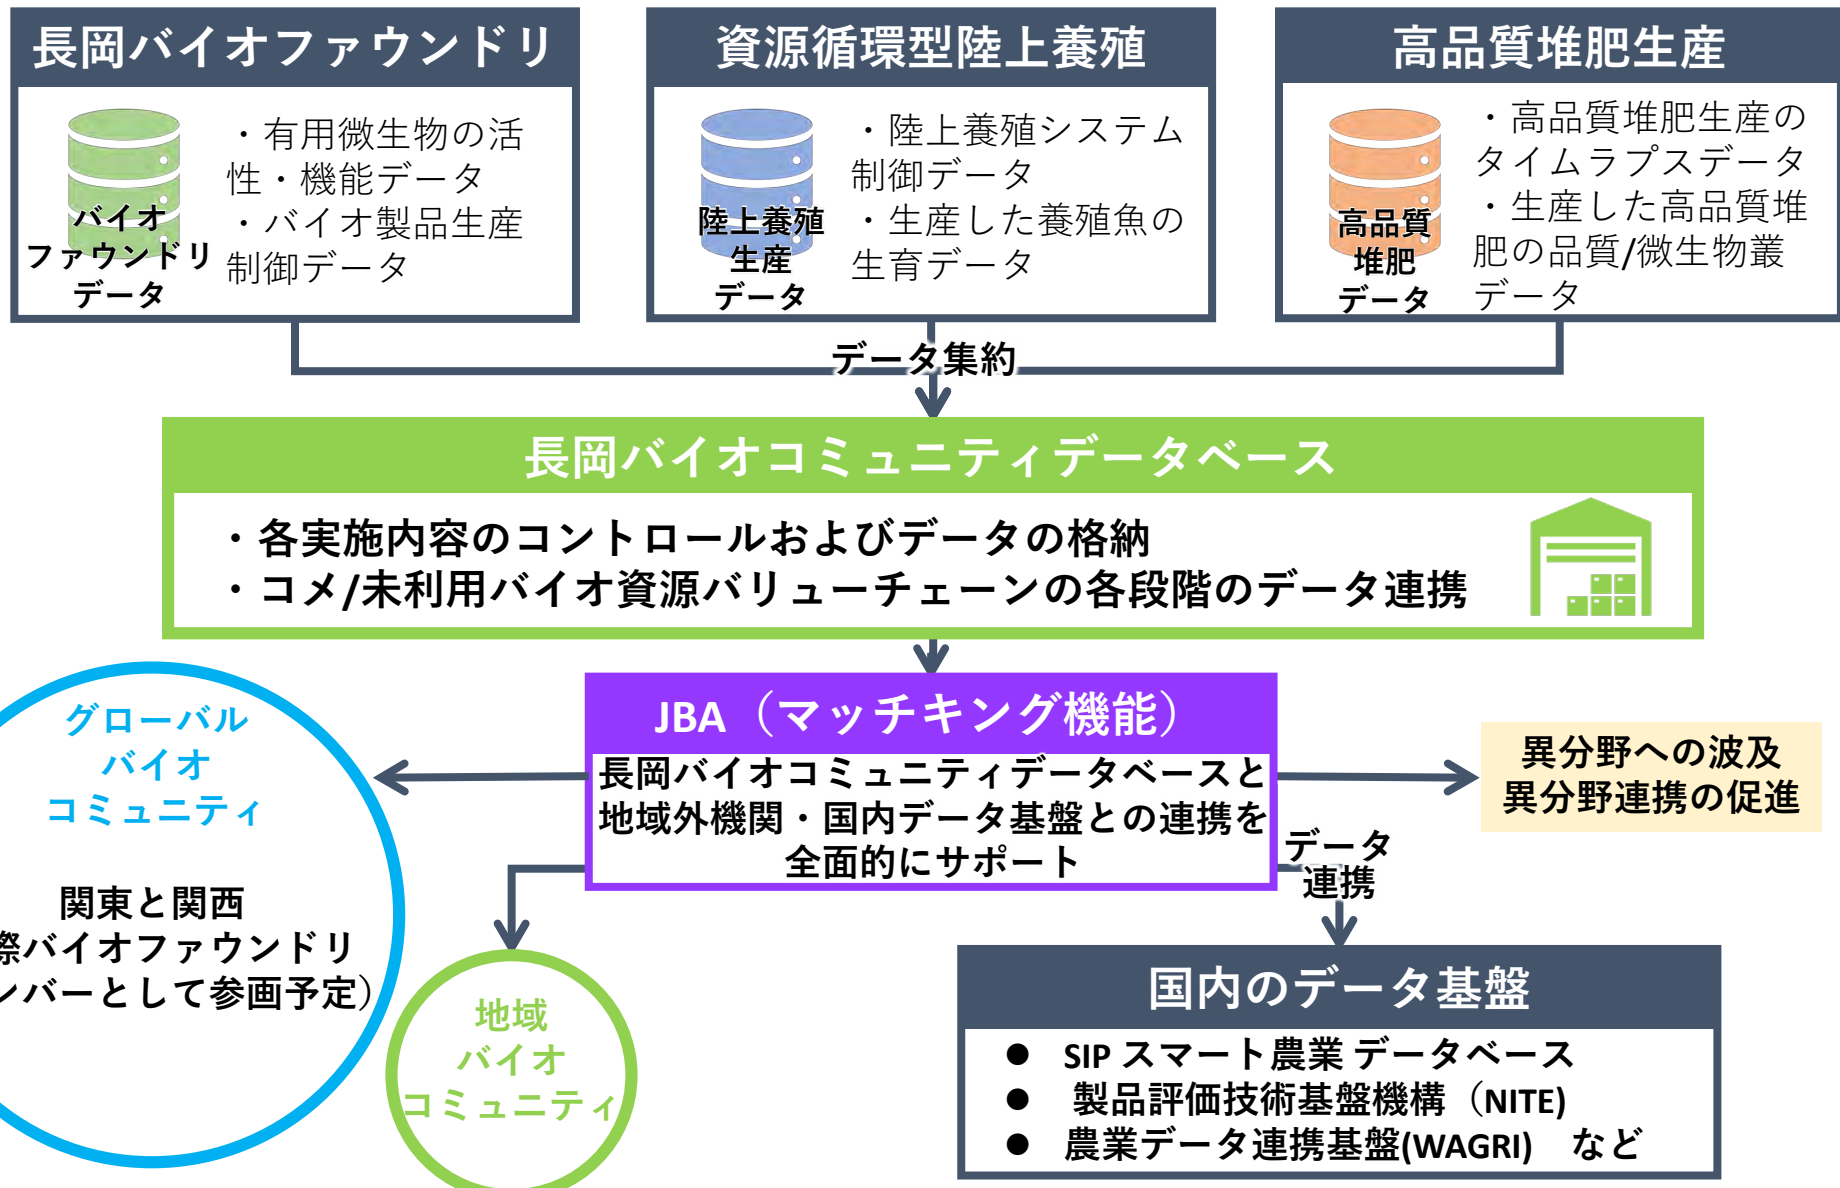 長岡バイオファウンドリ
バイオ
ファウンドリ
データ
・有用微生物の活
性・機能データ
・バイオ製品生産
制御データ
資源循環型陸上養殖
陸上養殖
生産
データ
・陸上養殖システム
制御データ
・生産した養殖魚の
生育データ
高品質堆肥生産
高品質
堆肥
データ
・高品質堆肥生産の
タイムラプスデータ
・生産した高品質堆
肥の品質/微生物叢
データ
データ集約
長岡バイオコミュニティデータベース
・各実施内容のコントロールおよびデータの格納
・コメ/未利用バイオ資源バリューチェーンの各段階のデータ連携
JBA（マッチキング機能）
長岡バイオコミュニティデータベースと
地域外機関・国内データ基盤との連携を
全面的にサポート
グローバル
バイオ
コミュニティ
関東と関西
際バイオファウンドリ
ンバーとして参画予定）
地域
バイオ
コミュニティ
異分野への波及
異分野連携の促進
データ
連携
国内のデータ基盤
● SIP スマート農業 データベース
● 製品評価技術基盤機構（NITE)
● 農業データ連携基盤(WAGRI)　など